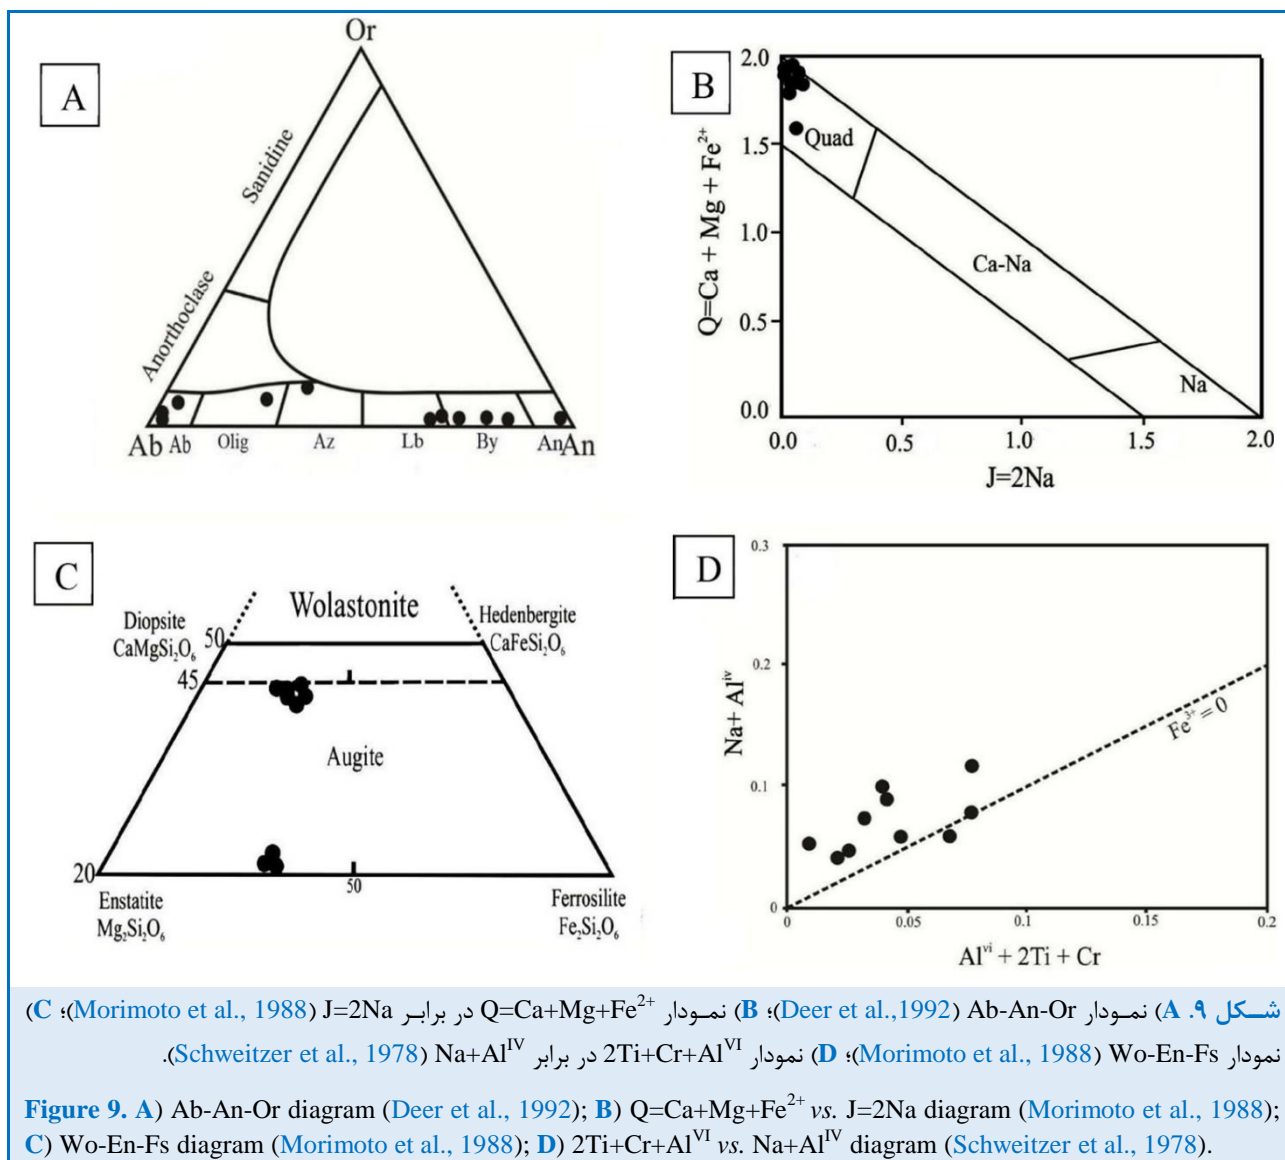 A
Or
Sanidine
Anorthoclase
Ab Ab Olig Az Lb By An An
B
Q=Ca + Mg + Fe²⁺
2.0
1.5
1.0
0.5
0.0
Quad
Ca-Na
Na
0.0 0.5 1.0 1.5 2.0
J=2Na
C
Wolastonite
Diopsite
CaMgSi₂O₆
Hedenbergite
CaFeSi₂O₆
50
45
Augite
20
50
Enstatite
Mg₂Si₂O₆
Ferrosilite
Fe₂Si₂O₆
D
Na+ Alⁱᵛ
0.3
0.2
0.1
0
Fe³⁺ = 0
0 0.05 0.1 0.15 0.2
Alᵛⁱ + 2Ti + Cr
شـکل ۹. A) نمـودار Ab-An-Or (Deer et al.,1992)؛ B) نمـودار Q=Ca+Mg+Fe²⁺ در برابـر J=2Na (Morimoto et al., 1988)؛ C)
نمودار Wo-En-Fs (Morimoto et al., 1988)؛ D) نمودار 2Ti+Cr+Alⱽᴵ در برابر Na+Alᴵⱽ (Schweitzer et al., 1978).
Figure 9. A) Ab-An-Or diagram (Deer et al., 1992); B) Q=Ca+Mg+Fe²⁺ vs. J=2Na diagram (Morimoto et al., 1988);
C) Wo-En-Fs diagram (Morimoto et al., 1988); D) 2Ti+Cr+Alⱽᴵ vs. Na+Alᴵⱽ diagram (Schweitzer et al., 1978).